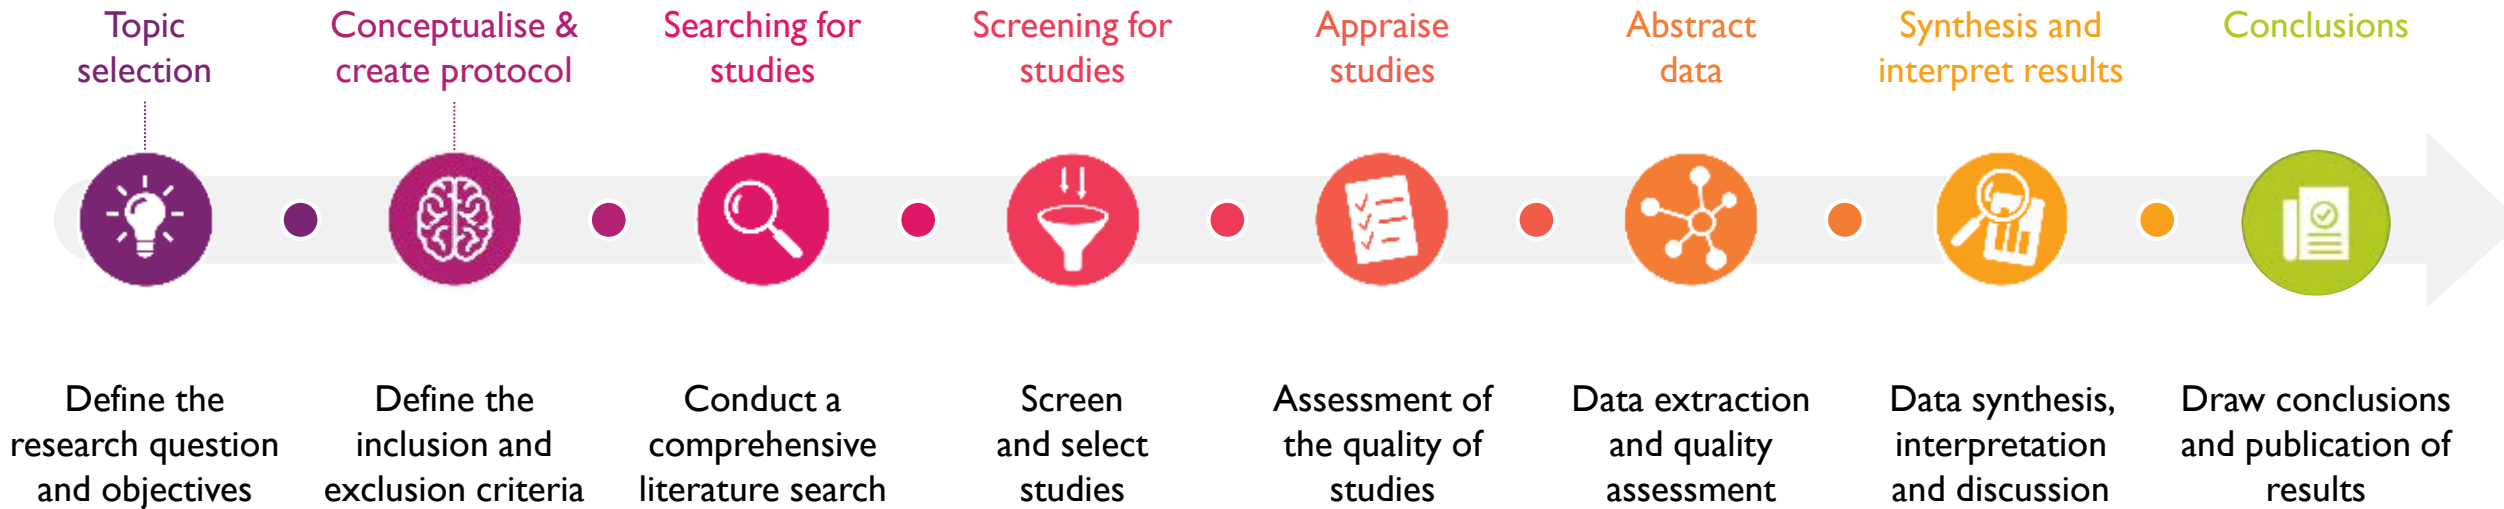 Topic
selection
Conceptualise &
create protocol
Searching for
studies
Screening for
studies
Appraise
studies
Abstract
data
Synthesis and
interpret results
Conclusions
Define the
research question
and objectives
Define the
inclusion and
exclusion criteria
Conduct a
comprehensive
literature search
Screen
and select
studies
Assessment of
the quality of
studies
Data extraction
and quality
assessment
Data synthesis,
interpretation
and discussion
Draw conclusions
and publication of
results